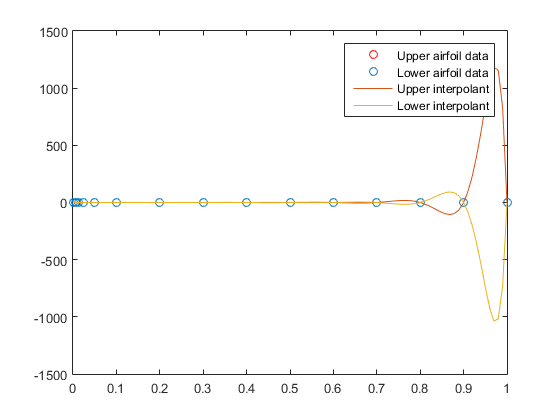 1500
1000
500
0
-500
-1000
-1500
Upper airfoil data
Lower airfoil data
Upper interpolant
Lower interpolant
0 0.1 0.2 0.3 0.4 0.5 0.6 0.7 0.8 0.9 1